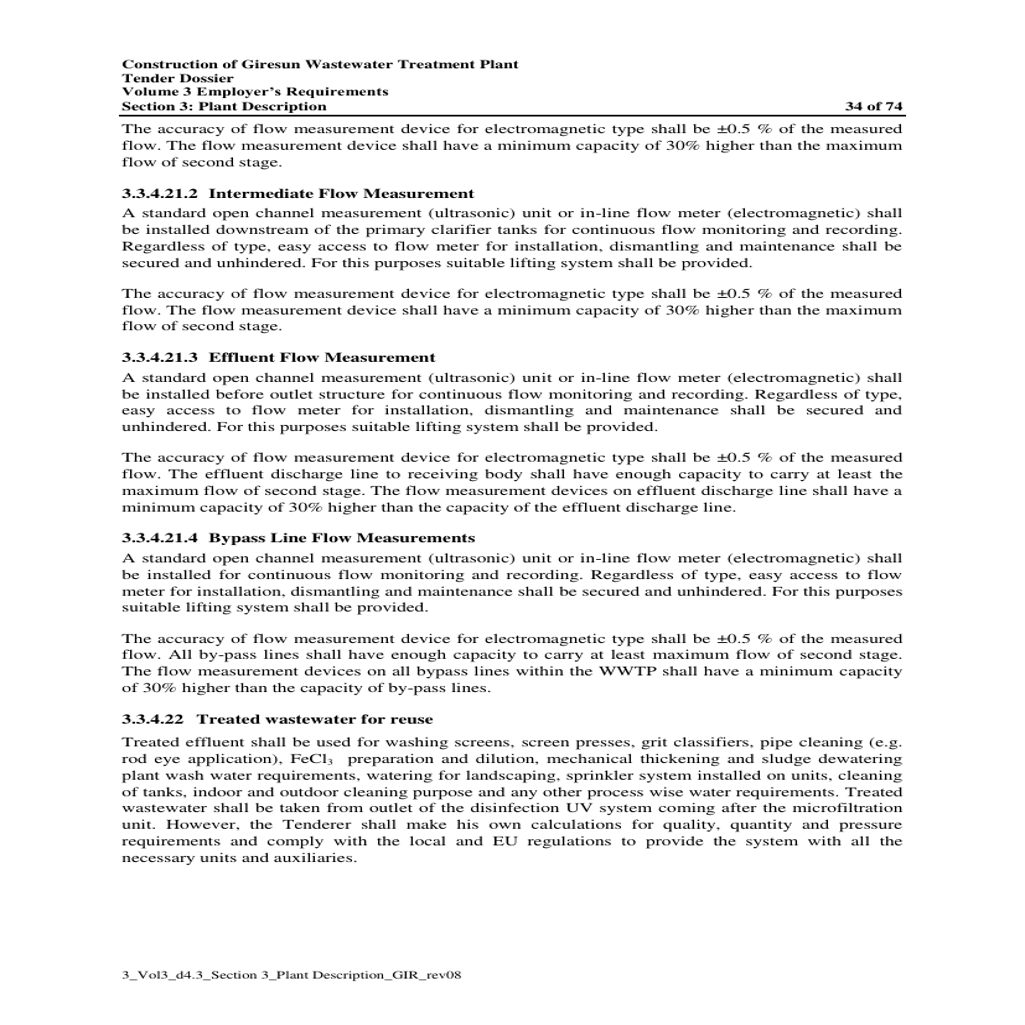 Construction of Giresun Wastewater Treatment Plant
Tender Dossier
Volume 3 Employer's Requirements
Section 3: Plant Description 34 of 74
The accuracy of flow measurement device for electromagnetic type shall be ±0.5 % of the measured
flow. The flow measurement device shall have a minimum capacity of 30% higher than the maximum
flow of second stage.
3.3.4.21.2 Intermediate Flow Measurement
A standard open channel measurement (ultrasonic) unit or in-line flow meter (electromagnetic) shall
be installed downstream of the primary clarifier tanks for continuous flow monitoring and recording.
Regardless of type, easy access to flow meter for installation, dismantling and maintenance shall be
secured and unhindered. For this purposes suitable lifting system shall be provided.
The accuracy of flow measurement device for electromagnetic type shall be ±0.5 % of the measured
flow. The flow measurement device shall have a minimum capacity of 30% higher than the maximum
flow of second stage.
3.3.4.21.3 Effluent Flow Measurement
A standard open channel measurement (ultrasonic) unit or in-line flow meter (electromagnetic) shall
be installed before outlet structure for continuous flow monitoring and recording. Regardless of type,
easy access to flow meter for installation, dismantling and maintenance shall be secured and
unhindered. For this purposes suitable lifting system shall be provided.
The accuracy of flow measurement device for electromagnetic type shall be ±0.5 % of the measured
flow. The effluent discharge line to receiving body shall have enough capacity to carry at least the
maximum flow of second stage. The flow measurement devices on effluent discharge line shall have a
minimum capacity of 30% higher than the capacity of the effluent discharge line.
3.3.4.21.4 Bypass Line Flow Measurements
A standard open channel measurement (ultrasonic) unit or in-line flow meter (electromagnetic) shall
be installed for continuous flow monitoring and recording. Regardless of type, easy access to flow
meter for installation, dismantling and maintenance shall be secured and unhindered. For this purposes
suitable lifting system shall be provided.
The accuracy of flow measurement device for electromagnetic type shall be ±0.5 % of the measured
flow. All by-pass lines shall have enough capacity to carry at least maximum flow of second stage.
The flow measurement devices on all bypass lines within the WWTP shall have a minimum capacity
of 30% higher than the capacity of by-pass lines.
3.3.4.22 Treated wastewater for reuse
Treated effluent shall be used for washing screens, screen presses, grit classifiers, pipe cleaning (e.g.
rod eye application), FeCl₃ preparation and dilution, mechanical thickening and sludge dewatering
plant wash water requirements, watering for landscaping, sprinkler system installed on units, cleaning
of tanks, indoor and outdoor cleaning purpose and any other process wise water requirements. Treated
wastewater shall be taken from outlet of the disinfection UV system coming after the microfiltration
unit. However, the Tenderer shall make his own calculations for quality, quantity and pressure
requirements and comply with the local and EU regulations to provide the system with all the
necessary units and auxiliaries.
3_Vol3_d4.3_Section 3_Plant Description_GIR_rev08